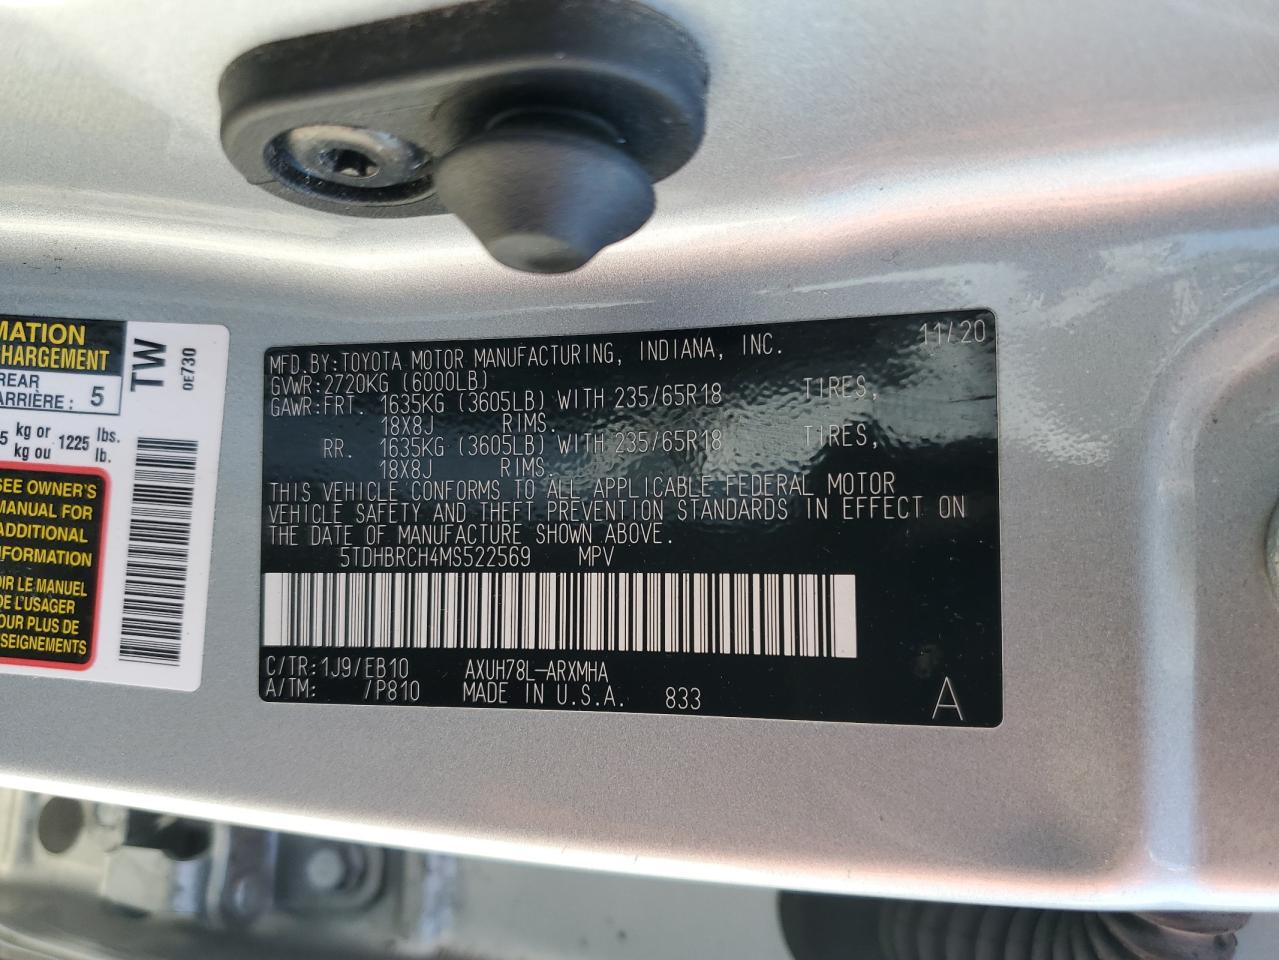 MATION
CHARGEMENT
REAR
ARRIÈRE : 5
5 kg or 1225 lbs.
kg ou lb.
SEE OWNER'S
MANUAL FOR
ADDITIONAL
INFORMATION
OIR LE MANUEL
DE L'USAGER
OUR PLUS DE
SEIGNEMENTS
TW
0E730
11/20
MFD.BY:TOYOTA MOTOR MANUFACTURING, INDIANA, INC.
GVWR:2720KG (6000LB)
GAWR:FRT. 1635KG (3605LB) WITH 235/65R18 TIRES,
18X8J RIMS.
RR. 1635KG (3605LB) WITH 235/65R18 TIRES,
18X8J RIMS.
THIS VEHICLE CONFORMS TO ALL APPLICABLE FEDERAL MOTOR
VEHICLE SAFETY AND THEFT PREVENTION STANDARDS IN EFFECT ON
THE DATE OF MANUFACTURE SHOWN ABOVE.
5TDHBRCH4MS522569 MPV
C/TR:1J9/EB10 AXUH78L-ARXMHA
A/TM: /P810 MADE IN U.S.A. 833 A